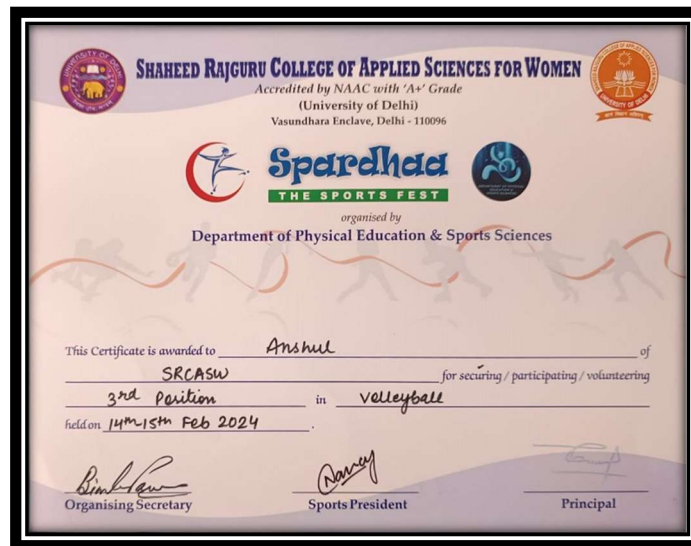 SHAHEED RAJGURU COLLEGE OF APPLIED SCIENCES FOR WOMEN
Accredited by NAAC with 'A+' Grade
(University of Delhi)
Vasundhara Enclave, Delhi - 110096
Spardhaa
THE SPORTS FEST
organised by
Department of Physical Education & Sports Sciences
This Certificate is awarded to Anshul of
SRCASW for securing / participating / volunteering
3rd Position in Volleyball
held on 14th-15th Feb 2024.
Organising Secretary
Nancy
Sports President
Principal